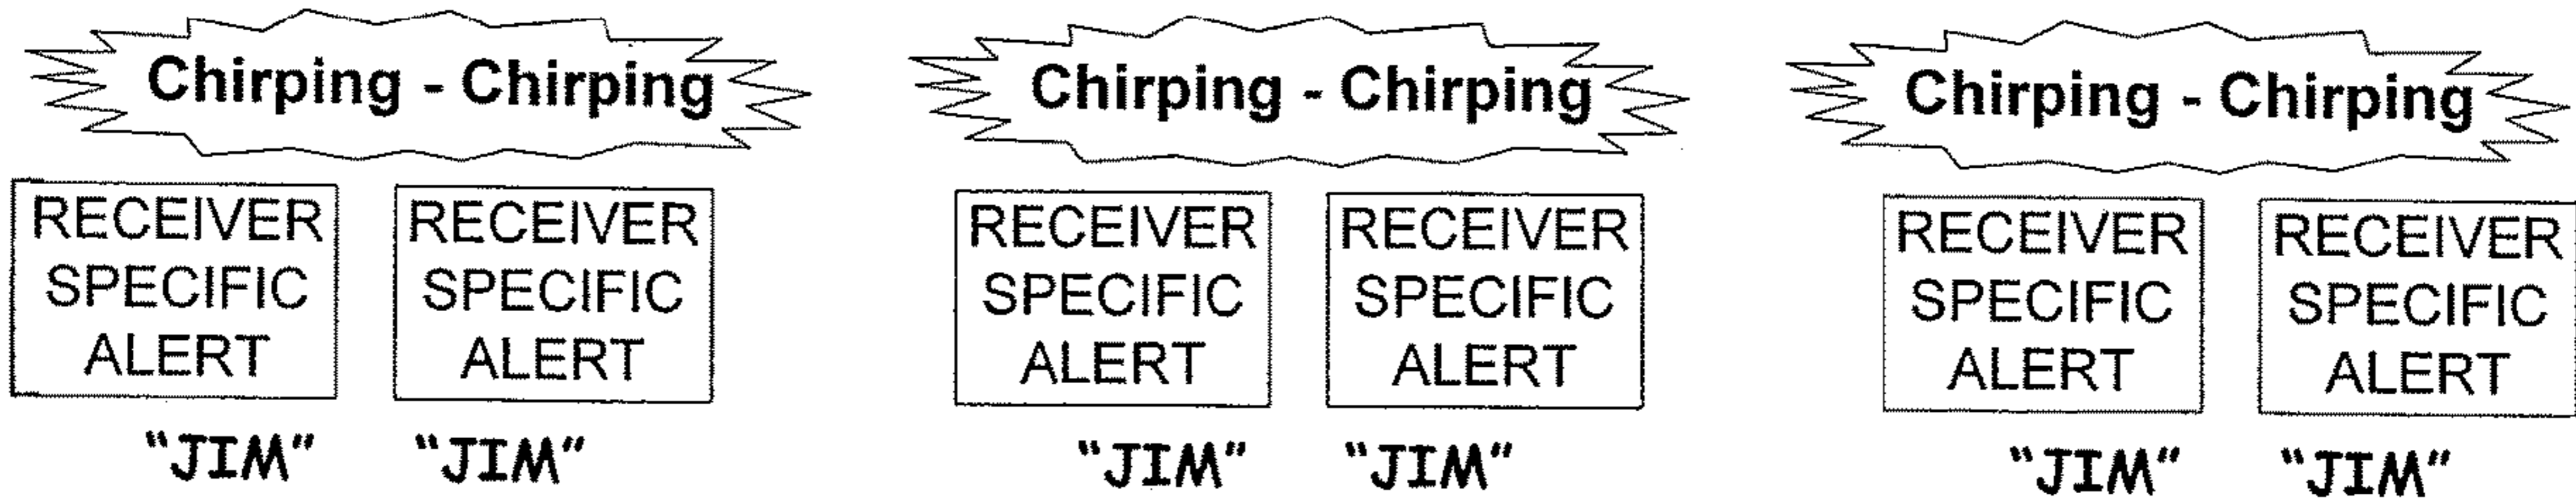 Chirping - Chirping
Chirping - Chirping
Chirping - Chirping
RECEIVER
SPECIFIC
ALERT
RECEIVER
SPECIFIC
ALERT
RECEIVER
SPECIFIC
ALERT
RECEIVER
SPECIFIC
ALERT
RECEIVER
SPECIFIC
ALERT
RECEIVER
SPECIFIC
ALERT
"JIM" "JIM"
"JIM" "JIM"
"JIM" "JIM"